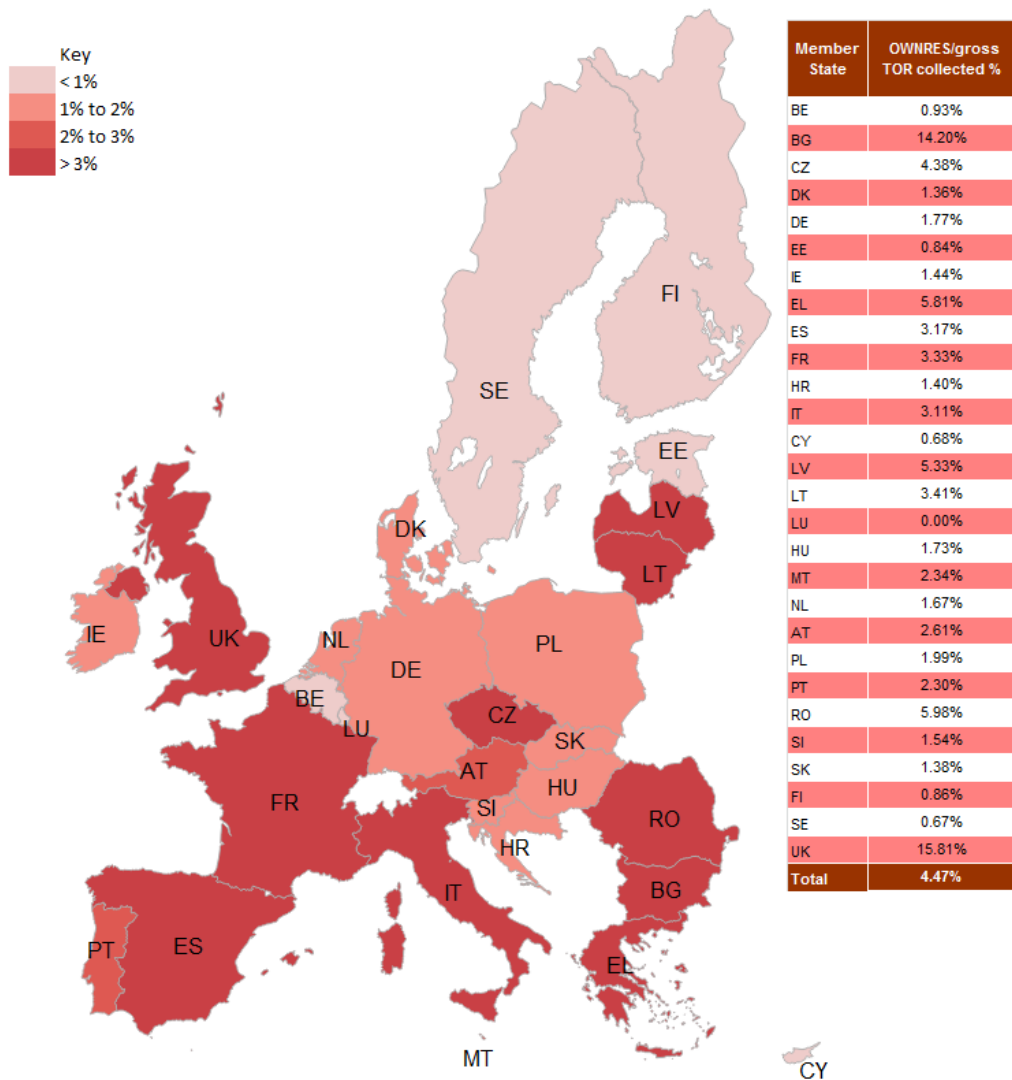 Key
< 1%
1% to 2%
2% to 3%
> 3%
FI
SE
EE
LV
LT
DK
IE
UK
NL
PL
DE
BE
LU
CZ
SK
AT
HU
SI
HR
FR
RO
BG
IT
PT
ES
EL
MT
CY
Member State OWNRES/gross TOR collected %
BE 0.93%
BG 14.20%
CZ 4.38%
DK 1.36%
DE 1.77%
EE 0.84%
IE 1.44%
EL 5.81%
ES 3.17%
FR 3.33%
HR 1.40%
IT 3.11%
CY 0.68%
LV 5.33%
LT 3.41%
LU 0.00%
HU 1.73%
MT 2.34%
NL 1.67%
AT 2.61%
PL 1.99%
PT 2.30%
RO 5.98%
SI 1.54%
SK 1.38%
FI 0.86%
SE 0.67%
UK 15.81%
Total 4.47%